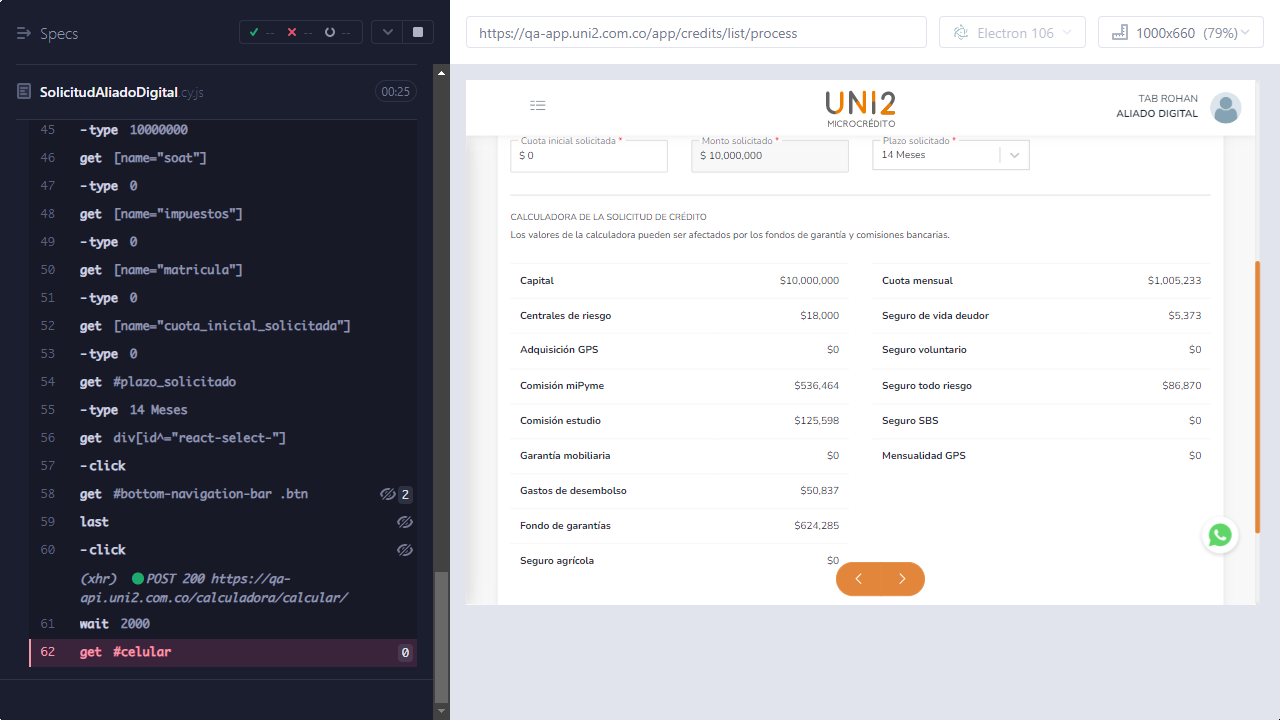 Specs
-- -- --
https://qa-app.uni2.com.co/app/credits/list/process
Electron 106
1000x660 (79%)
SolicitudAliadoDigital.cy.js
00:25
45 -type 10000000
46 get [name="soat"]
47 -type 0
48 get [name="impuestos"]
49 -type 0
50 get [name="matricula"]
51 -type 0
52 get [name="cuota_inicial_solicitada"]
53 -type 0
54 get #plazo_solicitado
55 -type 14 Meses
56 get div[id^="react-select-"]
57 -click
58 get #bottom-navigation-bar .btn 2
59 last
60 -click
(xhr) POST 200 https://qa-
api.uni2.com.co/calculadora/calcular/
61 wait 2000
62 get #celular 0
UNI2
MICROCRÉDITO
TAB ROHAN
ALIADO DIGITAL
Cuota inicial solicitada * Monto solicitado * Plazo solicitado *
$ 0 $ 10,000,000 14 Meses
CALCULADORA DE LA SOLICITUD DE CRÉDITO
Los valores de la calculadora pueden ser afectados por los fondos de garantía y comisiones bancarias.
Capital $10,000,000 Cuota mensual $1,005,233
Centrales de riesgo $18,000 Seguro de vida deudor $5,373
Adquisición GPS $0 Seguro voluntario $0
Comisión miPyme $536,464 Seguro todo riesgo $86,870
Comisión estudio $125,598 Seguro SBS $0
Garantía mobiliaria $0 Mensualidad GPS $0
Gastos de desembolso $50,837
Fondo de garantías $624,285
Seguro agrícola $0